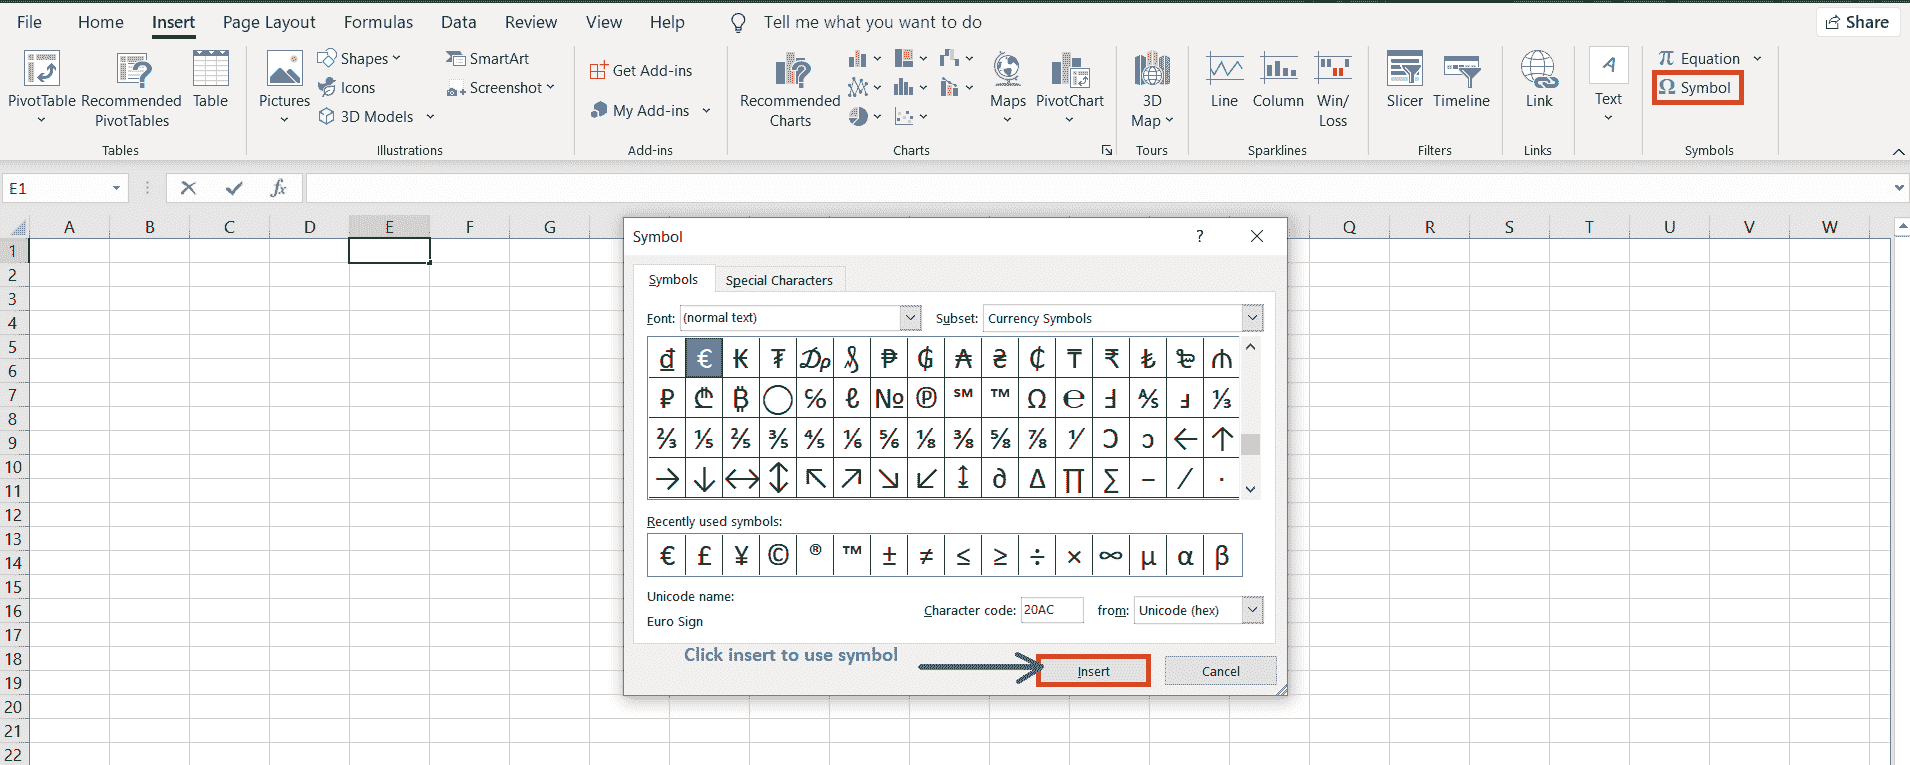 File Home Insert Page Layout Formulas Data Review View Help Tell me what you want to do Share
PivotTable Recommended PivotTables Table
Tables
Pictures Shapes Icons 3D Models SmartArt Screenshot
Illustrations
Get Add-ins
My Add-ins
Add-ins
Recommended Charts Maps PivotChart
Charts
3D Map
Tours
Line Column Win/Loss
Sparklines
Slicer Timeline
Filters
Link
Links
A
Text
π Equation
Ω Symbol
Symbols
E1 fx
A B C D E F G Q R S T U V W
1
2
3
4
5
6
7
8
9
10
11
12
13
14
15
16
17
18
19
20
21
22
Symbol ?
Symbols Special Characters
Font: (normal text) Subset: Currency Symbols
₫ € ₭ ₮ ₯ ₰ ₱ ₲ ₳ ₴ ₵ ₸ ₹ ₺ ₻ ₼
₽ ₾ ₿ ⃝ ℅ ℓ № ℗ ℠ ™ Ω ℮ Ⅎ ⅍ ⅎ ⅓
⅔ ⅕ ⅖ ⅗ ⅘ ⅙ ⅚ ⅛ ⅜ ⅝ ⅞ ⅟ Ↄ ↄ ← ↑
→ ↓ ↔ ↕ ↖ ↗ ↘ ↙ ↨ ∂ ∆ ∏ ∑ − ∕ ∙
Recently used symbols:
€ £ ¥ © ® ™ ± ≠ ≤ ≥ ÷ × ∞ µ α β
Unicode name:
Euro Sign
Character code: 20AC from: Unicode (hex)
Click insert to use symbol
Insert Cancel